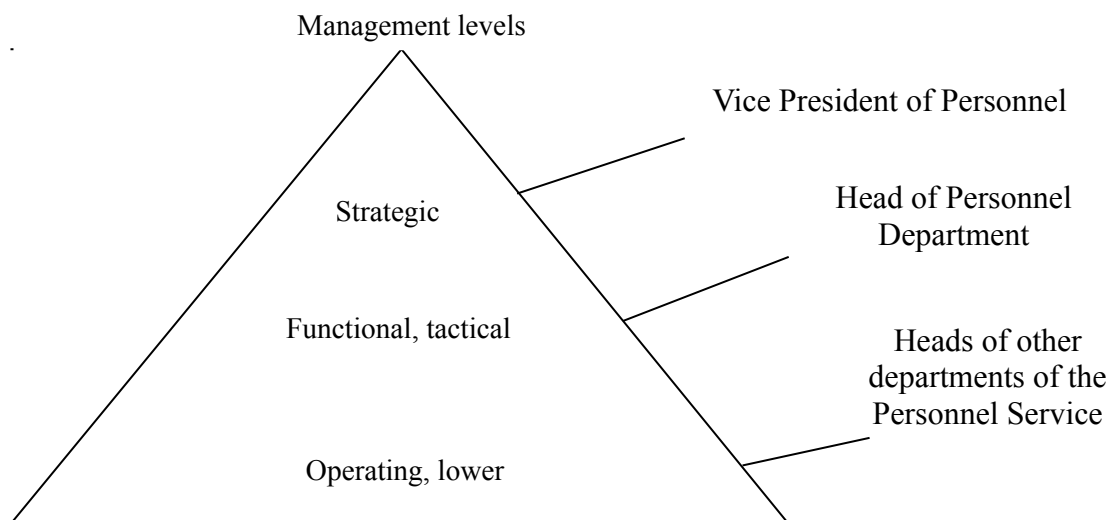 Management levels
.
Vice President of Personnel
Strategic
Head of Personnel
Department
Functional, tactical
Heads of other
departments of the
Personnel Service
Operating, lower